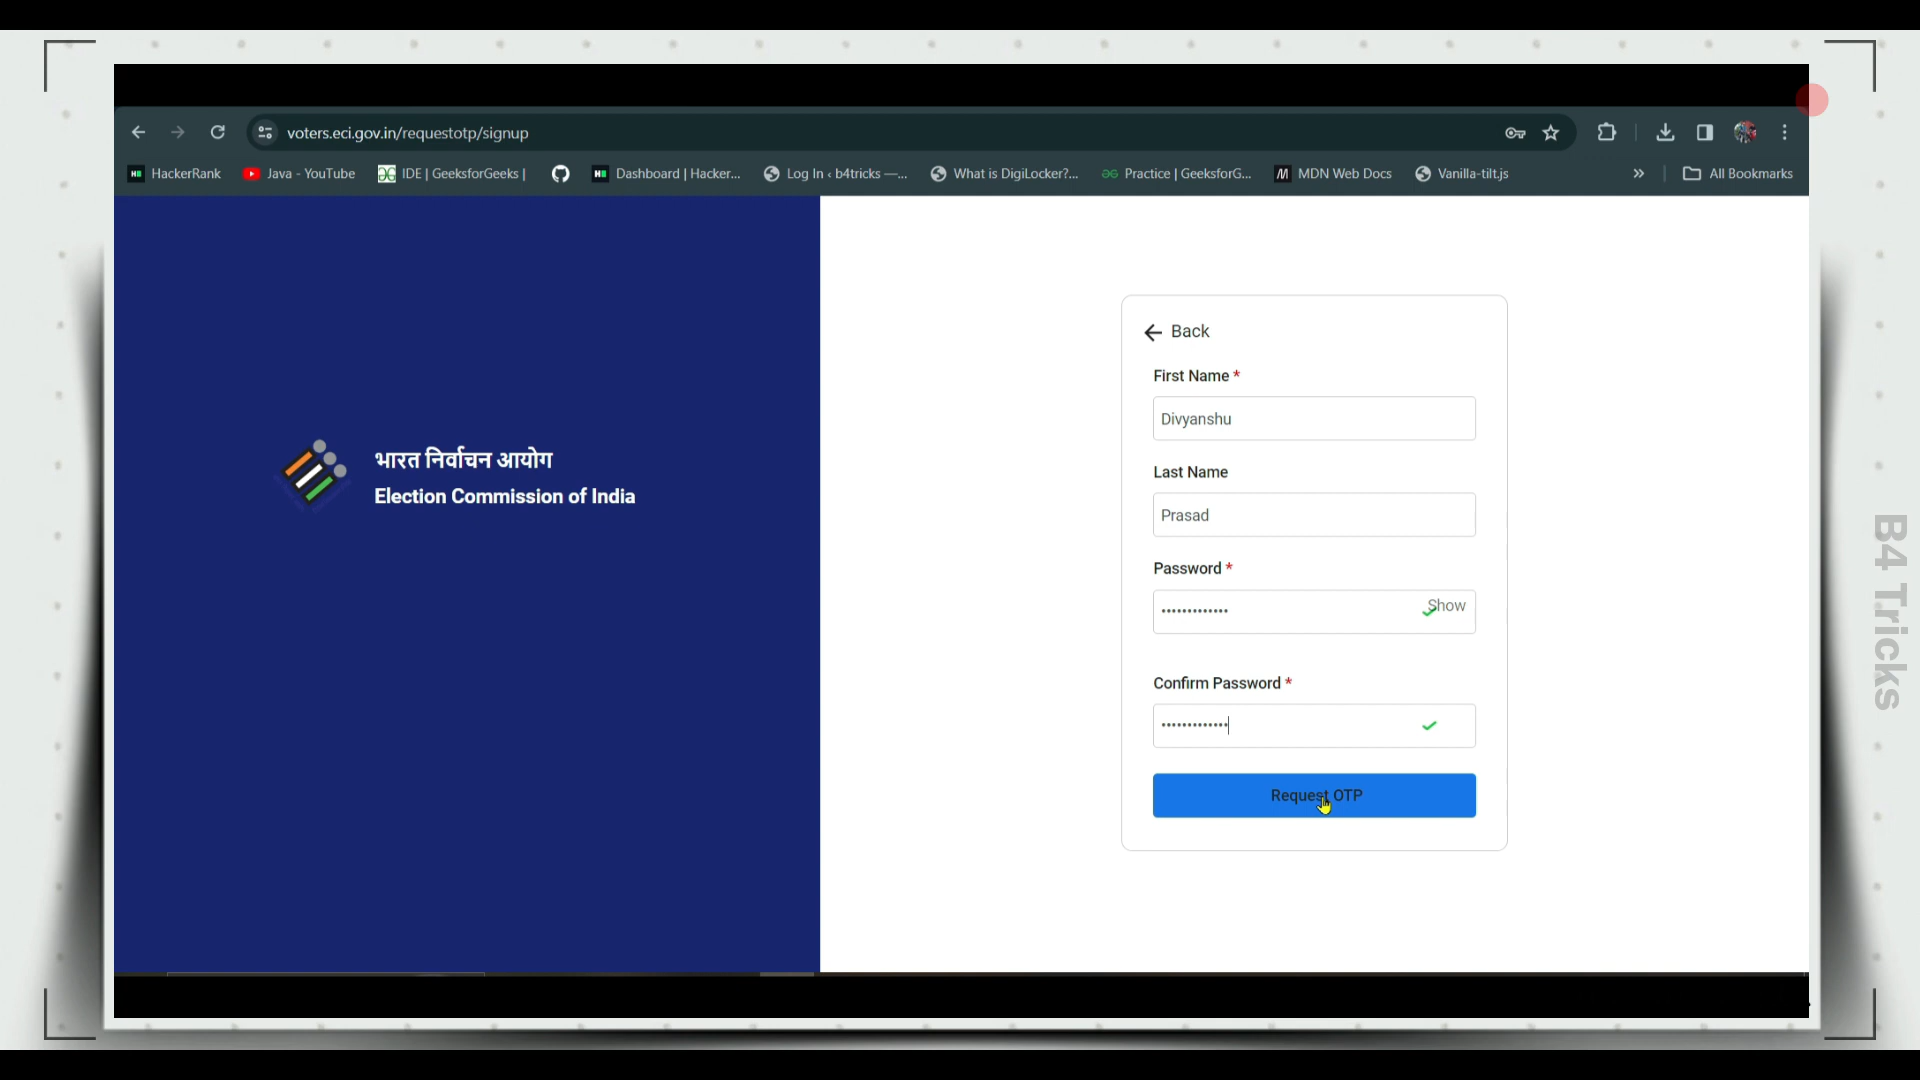 voters.eci.gov.in/requestotp/signup
HackerRank Java - YouTube IDE | GeeksforGeeks | Dashboard | Hacker... Log In ‹ b4tricks —... What is DigiLocker?... Practice | GeeksforG... MDN Web Docs Vanilla-tilt.js » All Bookmarks
भारत निर्वाचन आयोग
Election Commission of India
Back
First Name *
Divyanshu
Last Name
Prasad
Password *
•••••••••••••
Show
Confirm Password *
•••••••••••••
Request OTP
B4 Tricks